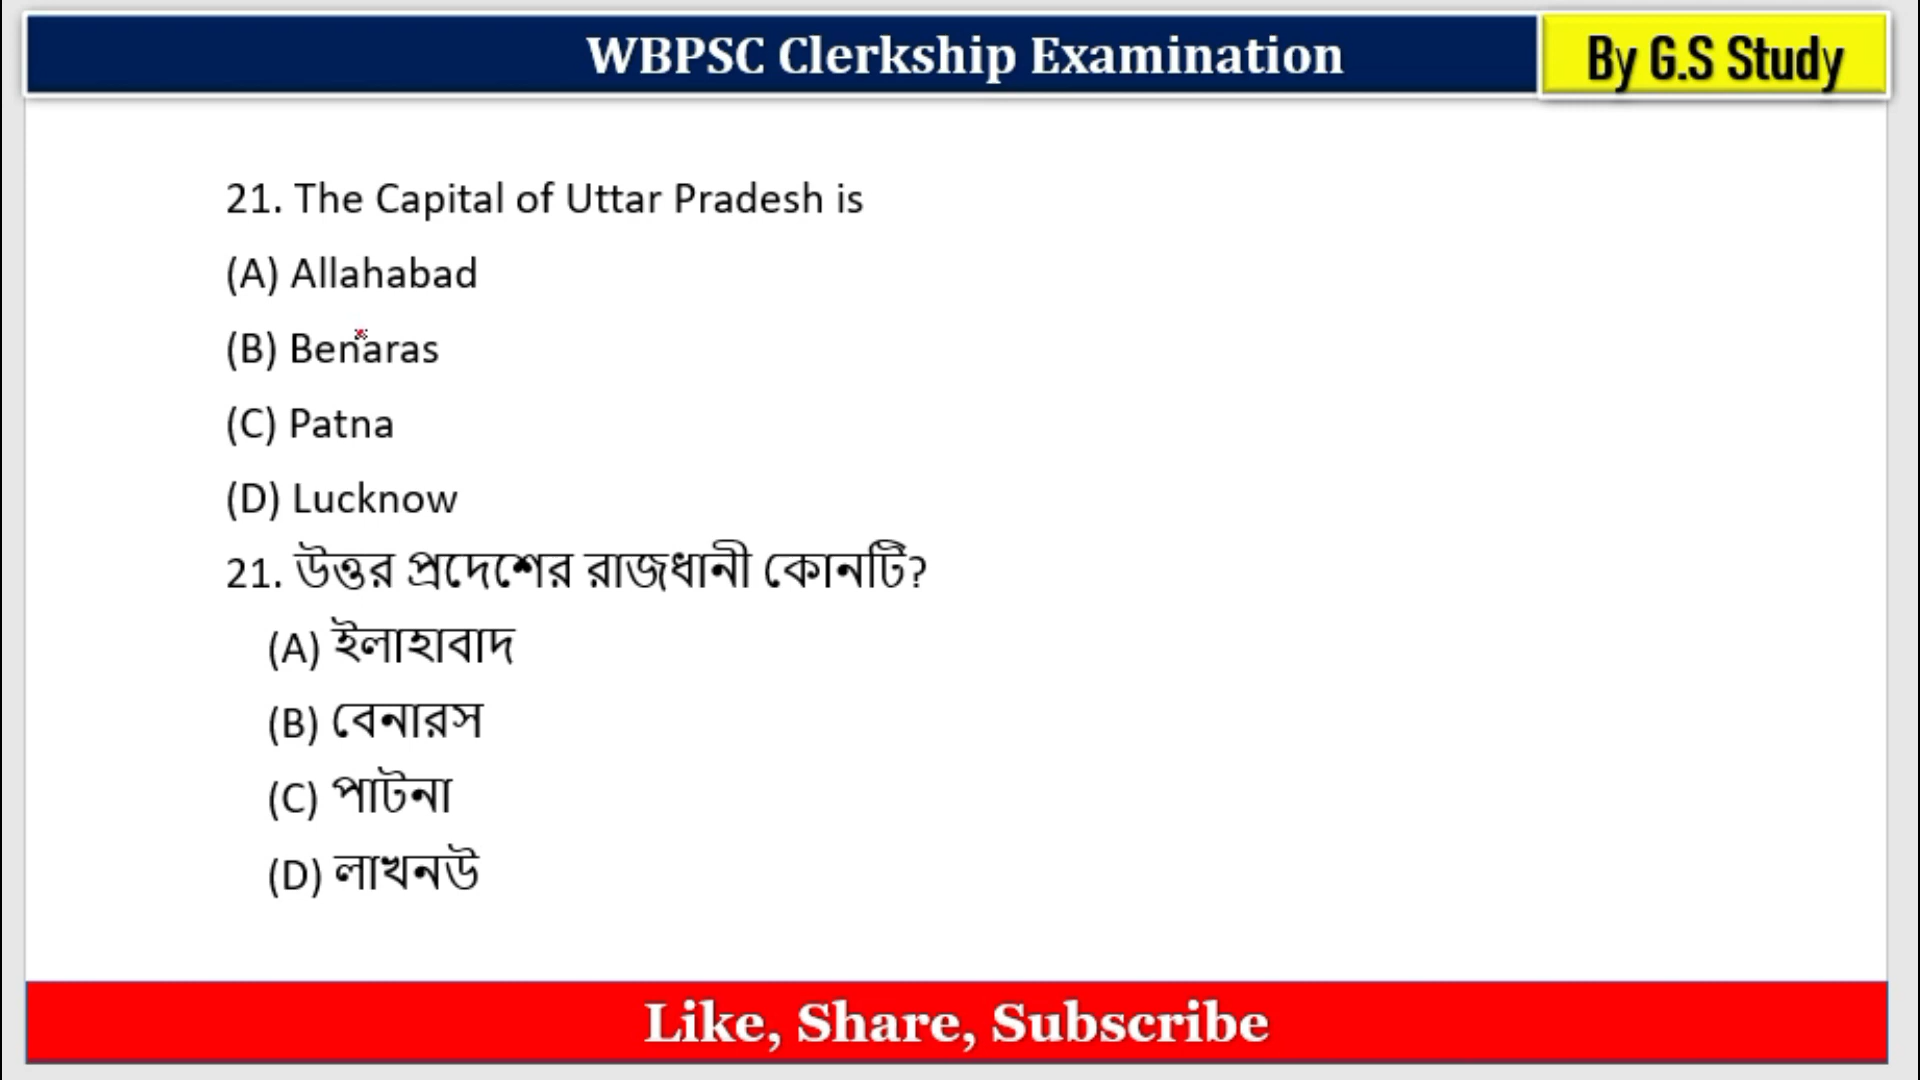 WBPSC Clerkship Examination
By G.S Study
21. The Capital of Uttar Pradesh is
(A) Allahabad
(B) Benaras
(C) Patna
(D) Lucknow
21. উত্তর প্রদেশের রাজধানী কোনটি?
(A) ইলাহাবাদ
(B) বেনারস
(C) পাটনা
(D) লাখনউ
Like, Share, Subscribe